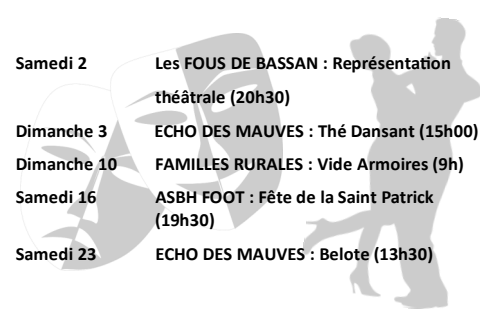 Samedi 2 Les FOUS DE BASSAN : Représentation
théâtrale (20h30)
Dimanche 3 ECHO DES MAUVES : Thé Dansant (15h00)
Dimanche 10 FAMILLES RURALES : Vide Armoires (9h)
Samedi 16 ASBH FOOT : Fête de la Saint Patrick
(19h30)
Samedi 23 ECHO DES MAUVES : Belote (13h30)